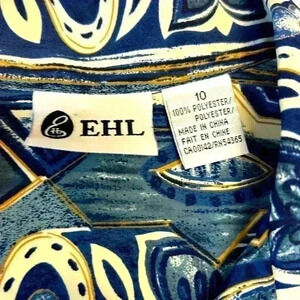 EHL
10
100% POLYESTER/
POLYESTER/
MADE IN CHINA
FAIT EN CHINE
CA00142/RN54365